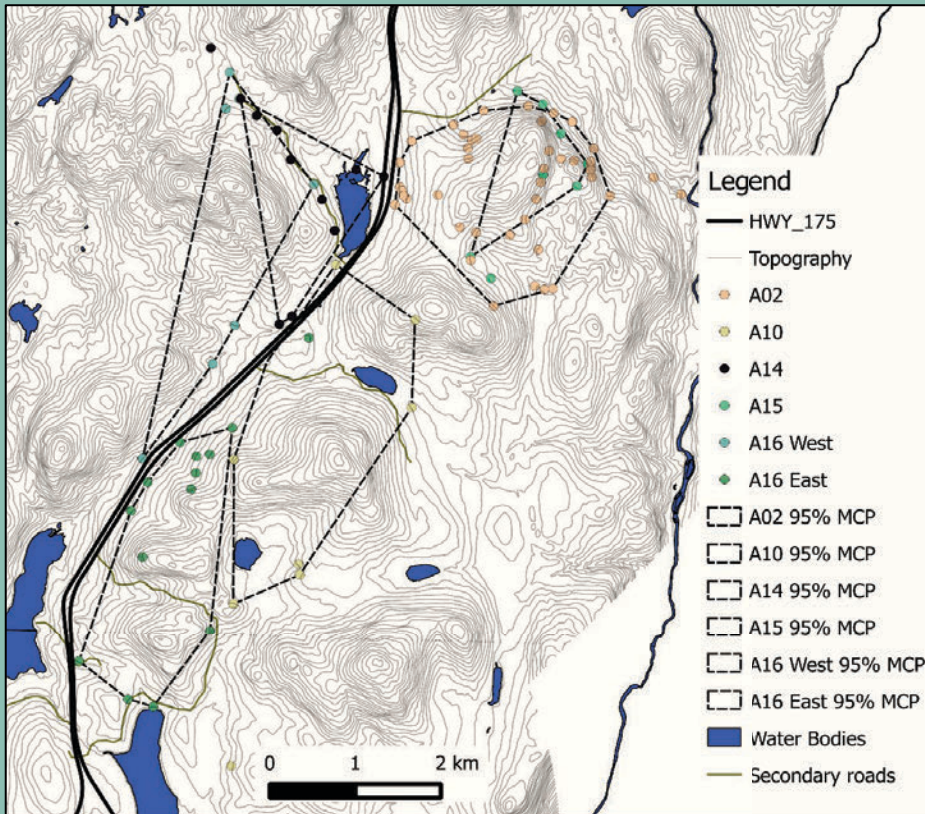 Legend
HWY_175
Topography
A02
A10
A14
A15
A16 West
A16 East
A02 95% MCP
A10 95% MCP
A14 95% MCP
A15 95% MCP
A16 West 95% MCP
A16 East 95% MCP
Water Bodies
Secondary roads
0 1 2 km